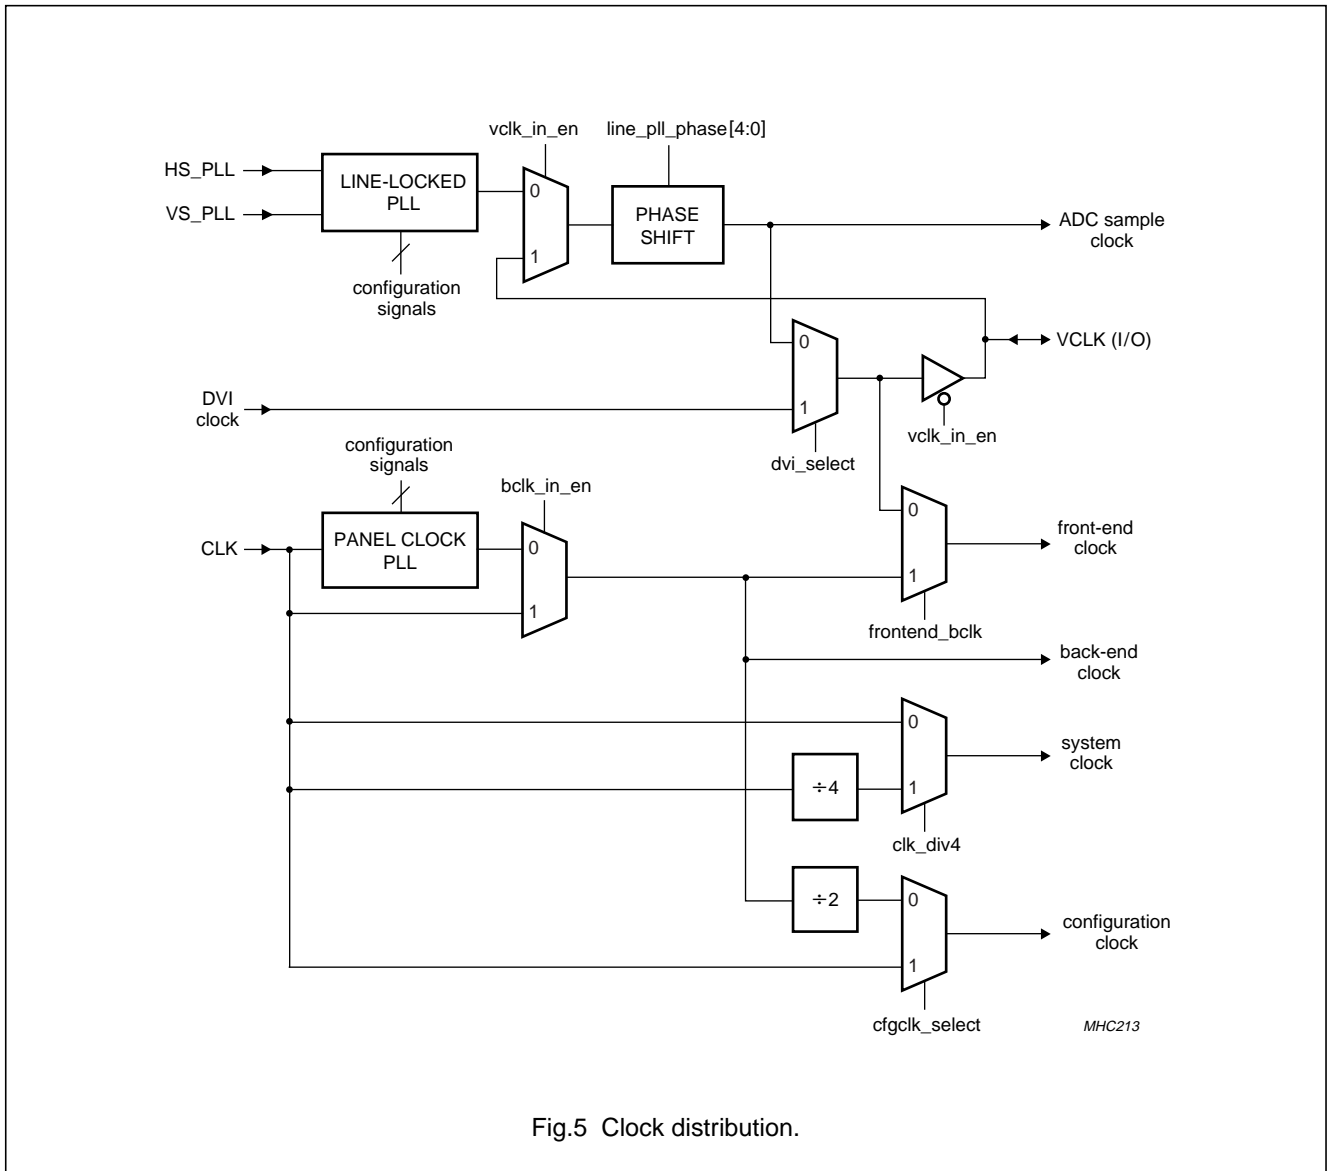 vclk_in_en
line_pll_phase[4:0]
HS_PLL
VS_PLL
LINE-LOCKED
PLL
0
1
PHASE
SHIFT
ADC sample
clock
configuration
signals
VCLK (I/O)
0
1
DVI
clock
vclk_in_en
dvi_select
configuration
signals
bclk_in_en
CLK
PANEL CLOCK
PLL
0
1
0
1
front-end
clock
frontend_bclk
back-end
clock
0
1
system
clock
÷4
clk_div4
÷2
0
1
configuration
clock
cfgclk_select
MHC213
Fig.5 Clock distribution.